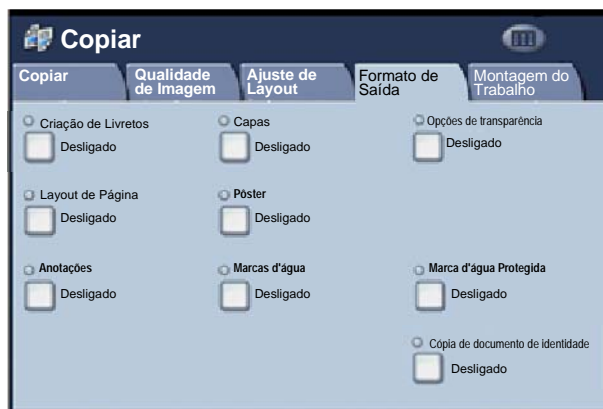 Copiar
Copiar
Qualidade
de Imagem
Ajuste de
Layout
Formato de
Saída
Montagem do
Trabalho
Criação de Livretos
Desligado
Capas
Desligado
Opções de transparência
Desligado
Layout de Página
Desligado
Pôster
Desligado
Anotações
Desligado
Marcas d'água
Desligado
Marca d'água Protegida
Desligado
Cópia de documento de identidade
Desligado